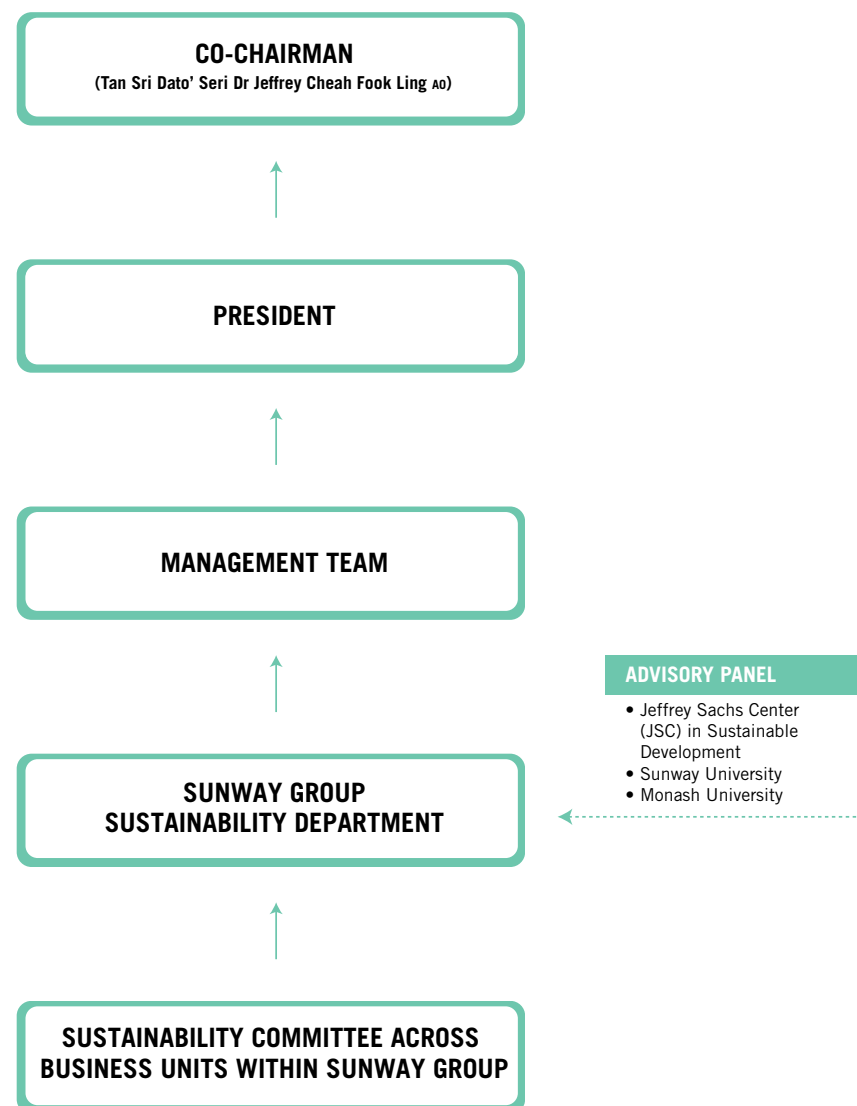 CO-CHAIRMAN
(Tan Sri Dato’ Seri Dr Jeffrey Cheah Fook Ling AO)
PRESIDENT
MANAGEMENT TEAM
ADVISORY PANEL
• Jeffrey Sachs Center
(JSC) in Sustainable
Development
• Sunway University
• Monash University
SUNWAY GROUP
SUSTAINABILITY DEPARTMENT
SUSTAINABILITY COMMITTEE ACROSS
BUSINESS UNITS WITHIN SUNWAY GROUP